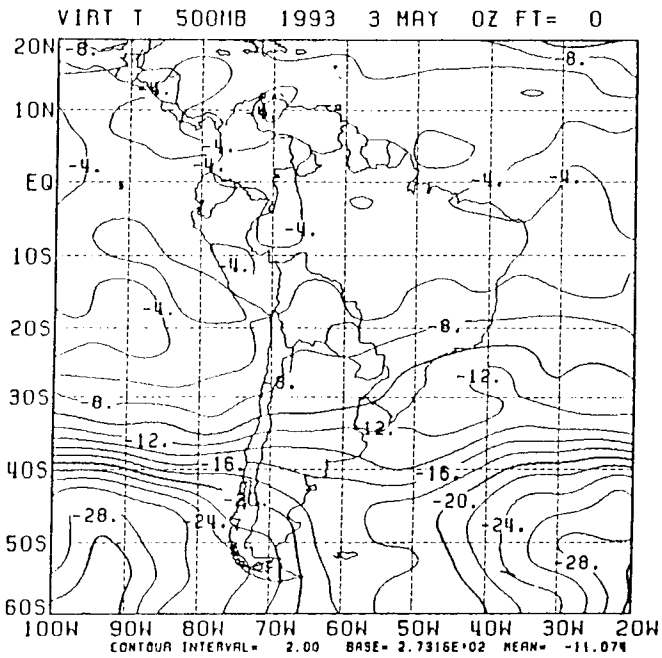 VIRT T 500MB 1993 3 MAY 0Z FT= 0
20N
-8.
-8.
-4.
10N
4
-4.
-4.
-4.
EQ
-4.
-4.
-4.
10S
-4.
-4.
20S
-8.
8.
-12.
30S
-8.
-12.
12.
40S
-16.
-16.
-20.
-28.
-24.
-24.
50S
-28.
60S
100W 90W 80W 70W 60W 50W 40W 30W 20W
CONTOUR INTERVAL= 2.00 BASE= 2.7316E+02 MEAN= -11.074